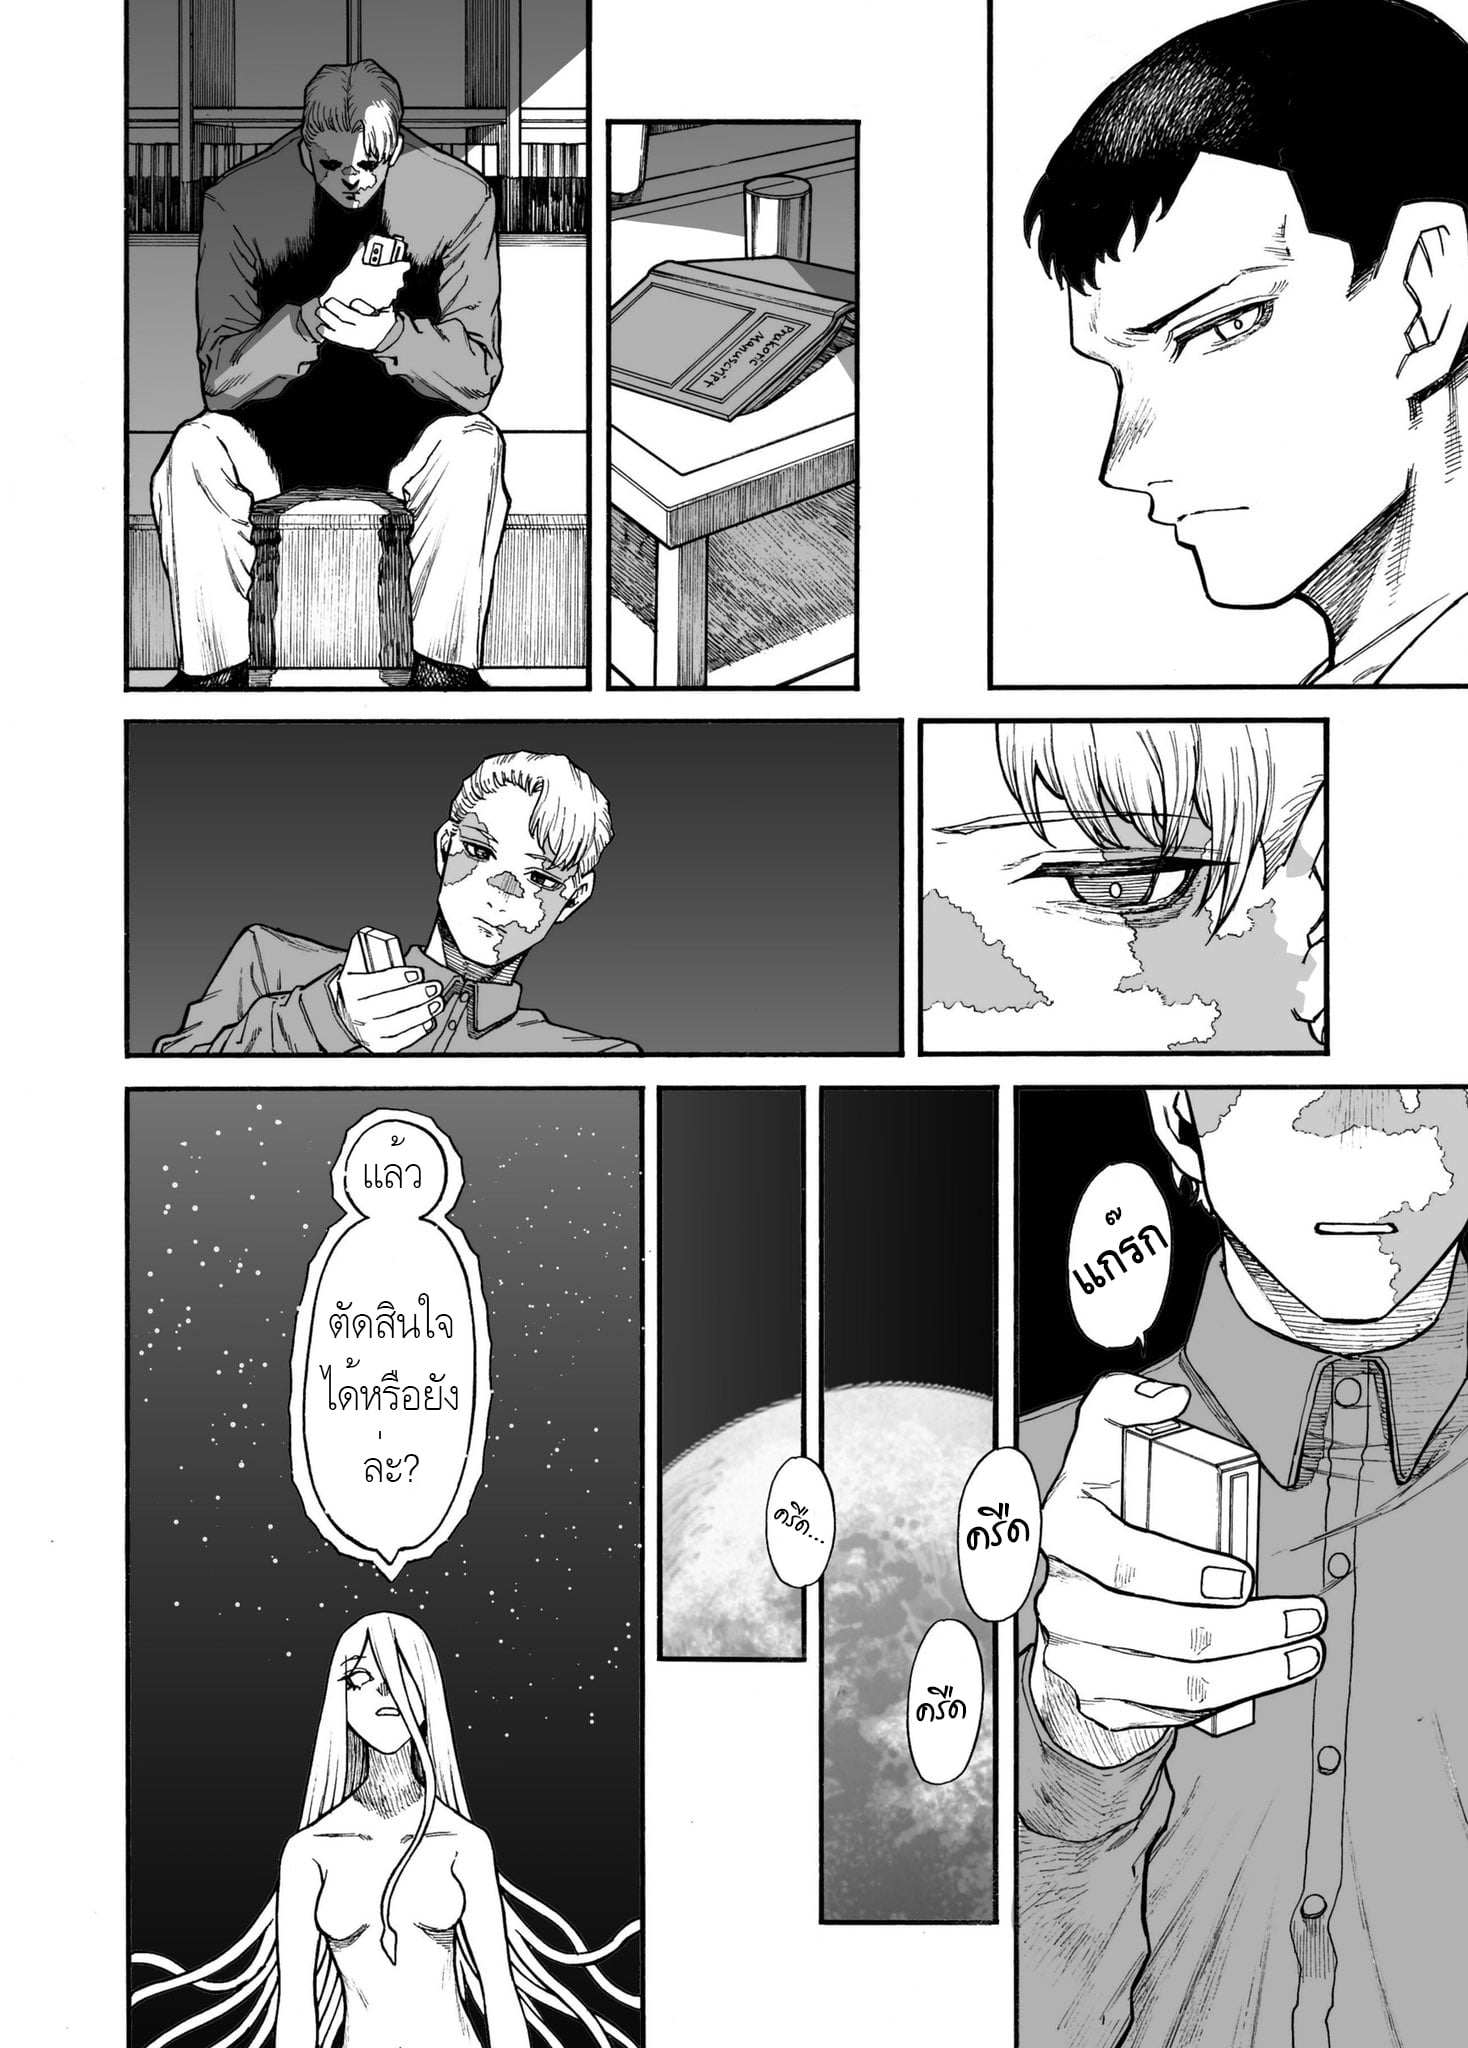 Prakotic
Manuscript
แก๊รก
ครืด
ครืด
ครืด...
แล้ว
ตัดสินใจ
ได้หรือยัง
ล่ะ?